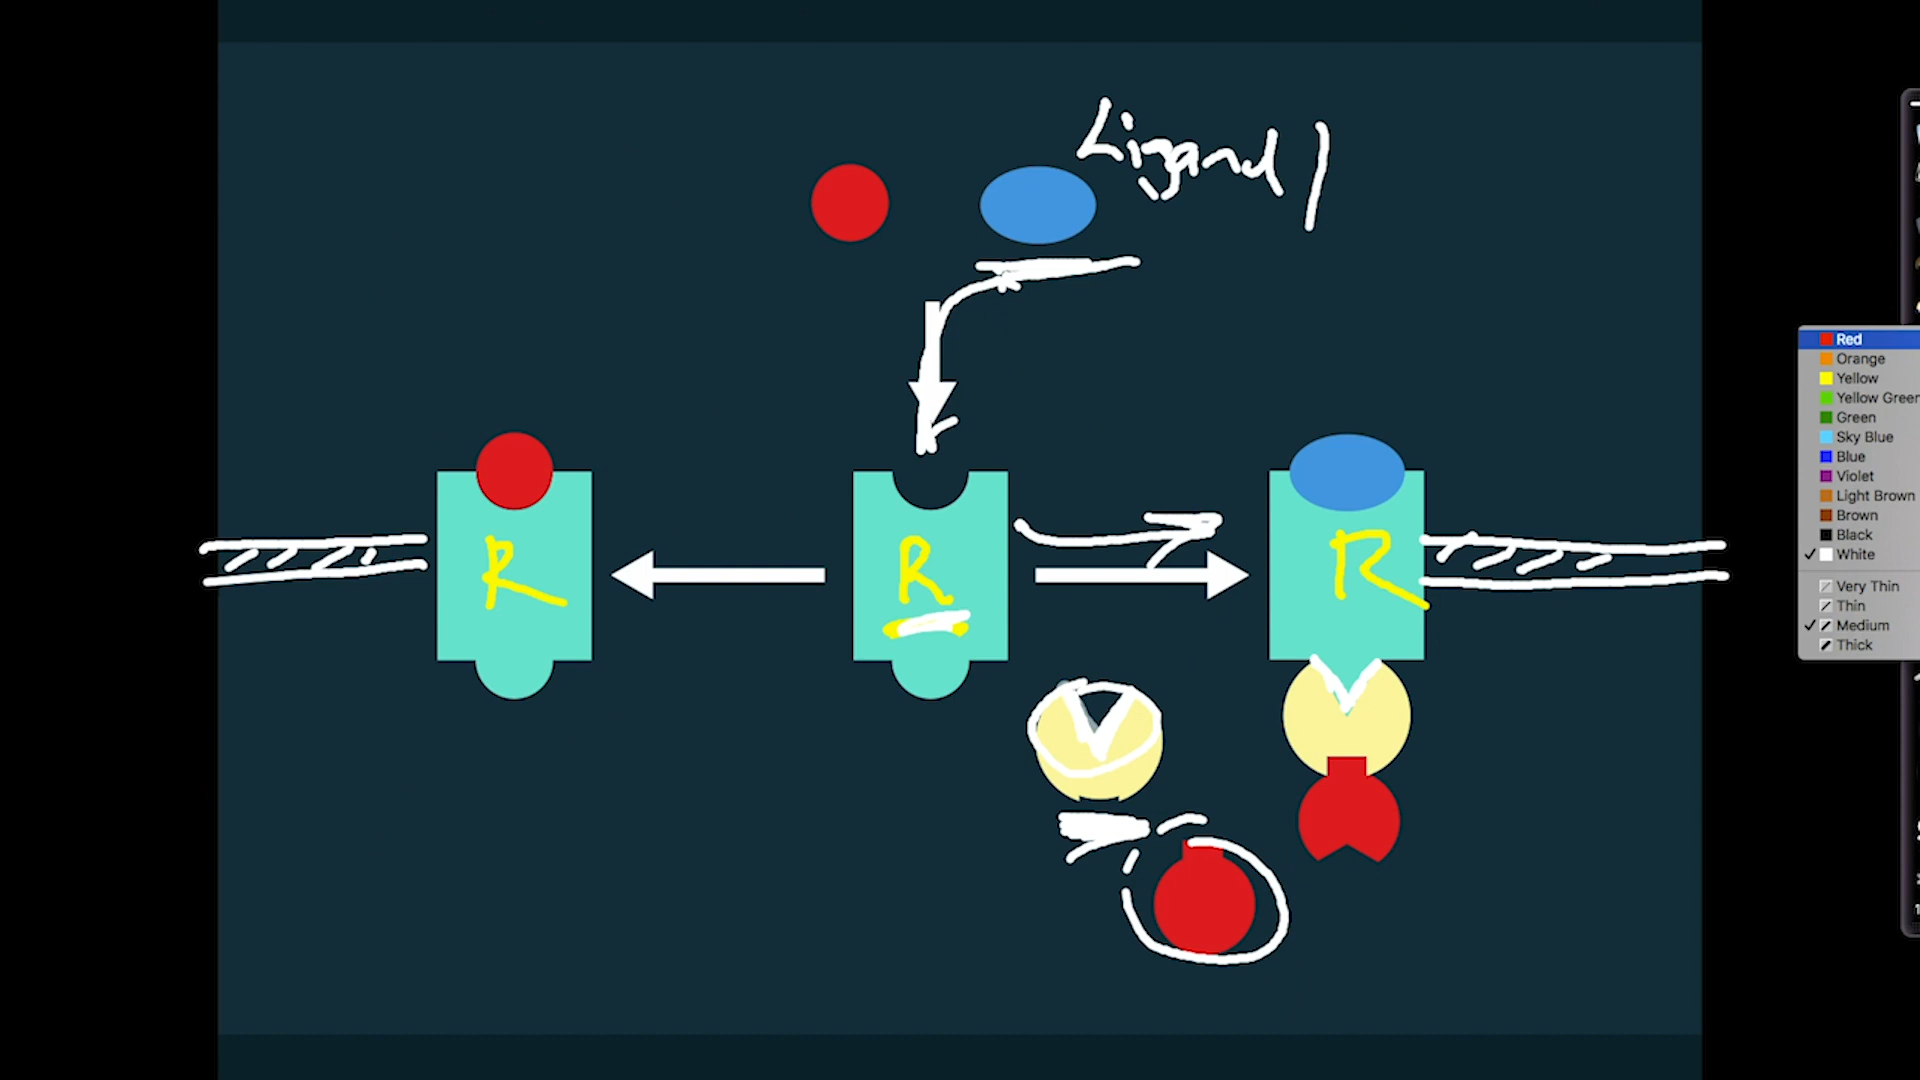 Ligand 1
R
R
R
Red
Orange
Yellow
Yellow Green
Green
Sky Blue
Blue
Violet
Light Brown
Brown
Black
White
Very Thin
Thin
Medium
Thick